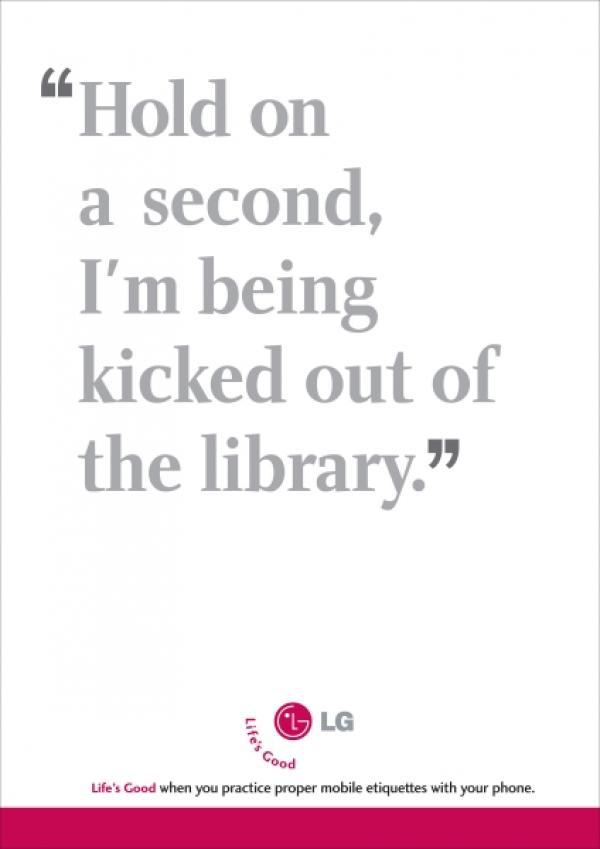 “Hold on
a second,
I'm being
kicked out of
the library.”
LG
Life's Good
Life's Good when you practice proper mobile etiquettes with your phone.